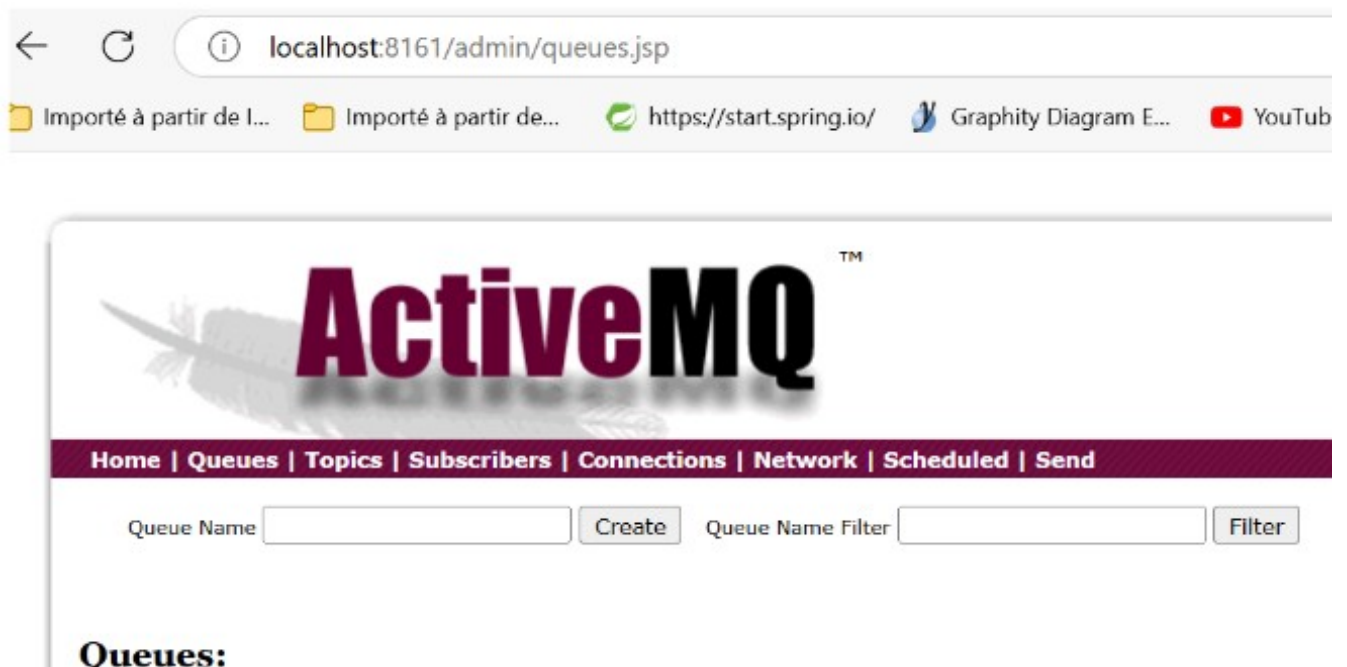 localhost:8161/admin/queues.jsp
Importé à partir de l... Importé à partir de... https://start.spring.io/ Graphity Diagram E... YouTub
ActiveMQ ™
Home | Queues | Topics | Subscribers | Connections | Network | Scheduled | Send
Queue Name Create Queue Name Filter Filter
Queues: